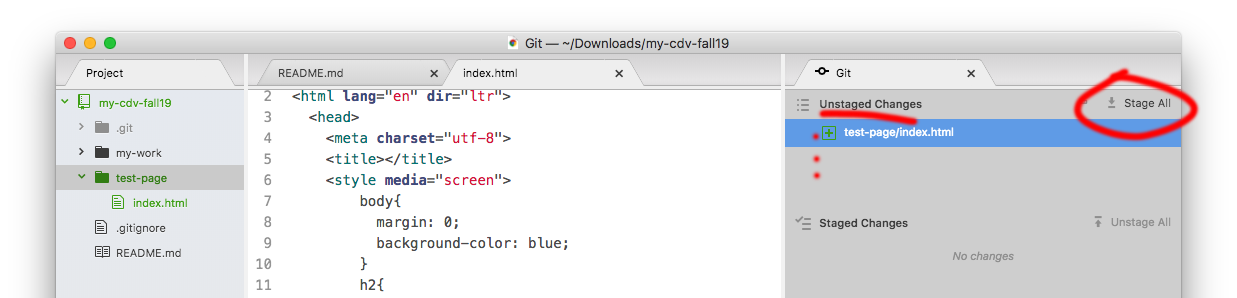 Git — ~/Downloads/my-cdv-fall19
Project
README.md
index.html
Git
my-cdv-fall19
.git
my-work
test-page
index.html
.gitignore
README.md
2 <html lang="en" dir="ltr">
3 <head>
4 <meta charset="utf-8">
5 <title></title>
6 <style media="screen">
7 body{
8 margin: 0;
9 background-color: blue;
10 }
11 h2{
Unstaged Changes
Stage All
test-page/index.html
Staged Changes
Unstage All
No changes